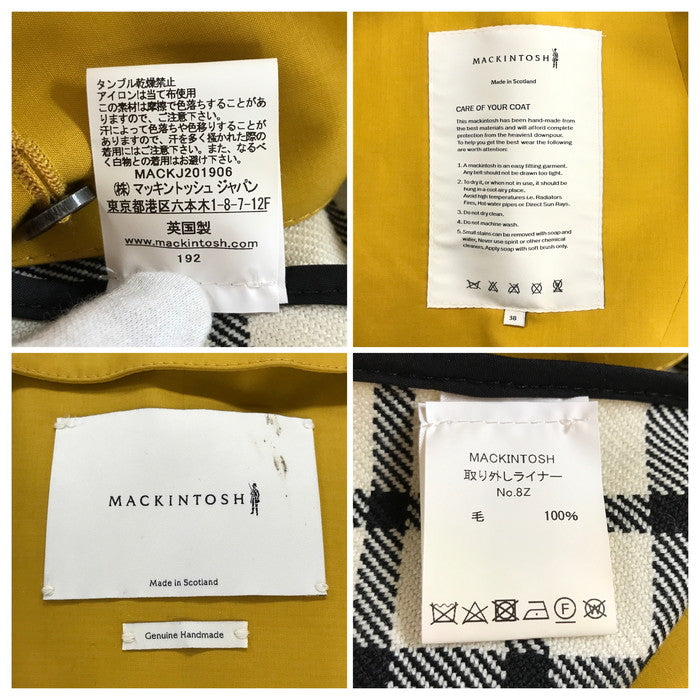 タンブル乾燥禁止
アイロンは当て布使用
この素材は摩擦で色落ちすることがあ
りますので、ご注意下さい。
汗によって色落ちや色移りすることが
ありますので、汗を多く掻かれた際の
着用にはご注意下さい。また、なるべ
く白物との着用はお避け下さい。
MACKJ201906
(株) マッキントッシュ ジャパン
東京都港区六本木1-8-7-12F
英国製
www.mackintosh.com
192
MACKINTOSH
Made in Scotland
CARE OF YOUR COAT
This mackintosh has been hand-made from
the best materials and will afford complete
protection from the heaviest downpour.
To help you get the best wear the following
are worth attention:
1. A mackintosh is an easy fitting garment.
Any belt should not be drawn too tight.
2. To dry it, or when not in use, it should be
hung in a cool airy place.
Avoid high temperatures i.e. Radiators
Fires, Hot water pipes or Direct Sun Rays.
3. Do not dry clean.
4. Do not machine wash.
5. Small stains can be removed with soap and
water, Never use spirit or other chemical
cleaners. Apply soap with soft brush only.
38
MACKINTOSH
Made in Scotland
Genuine Handmade
MACKINTOSH
取り外しライナー
No.8Z
毛 100%